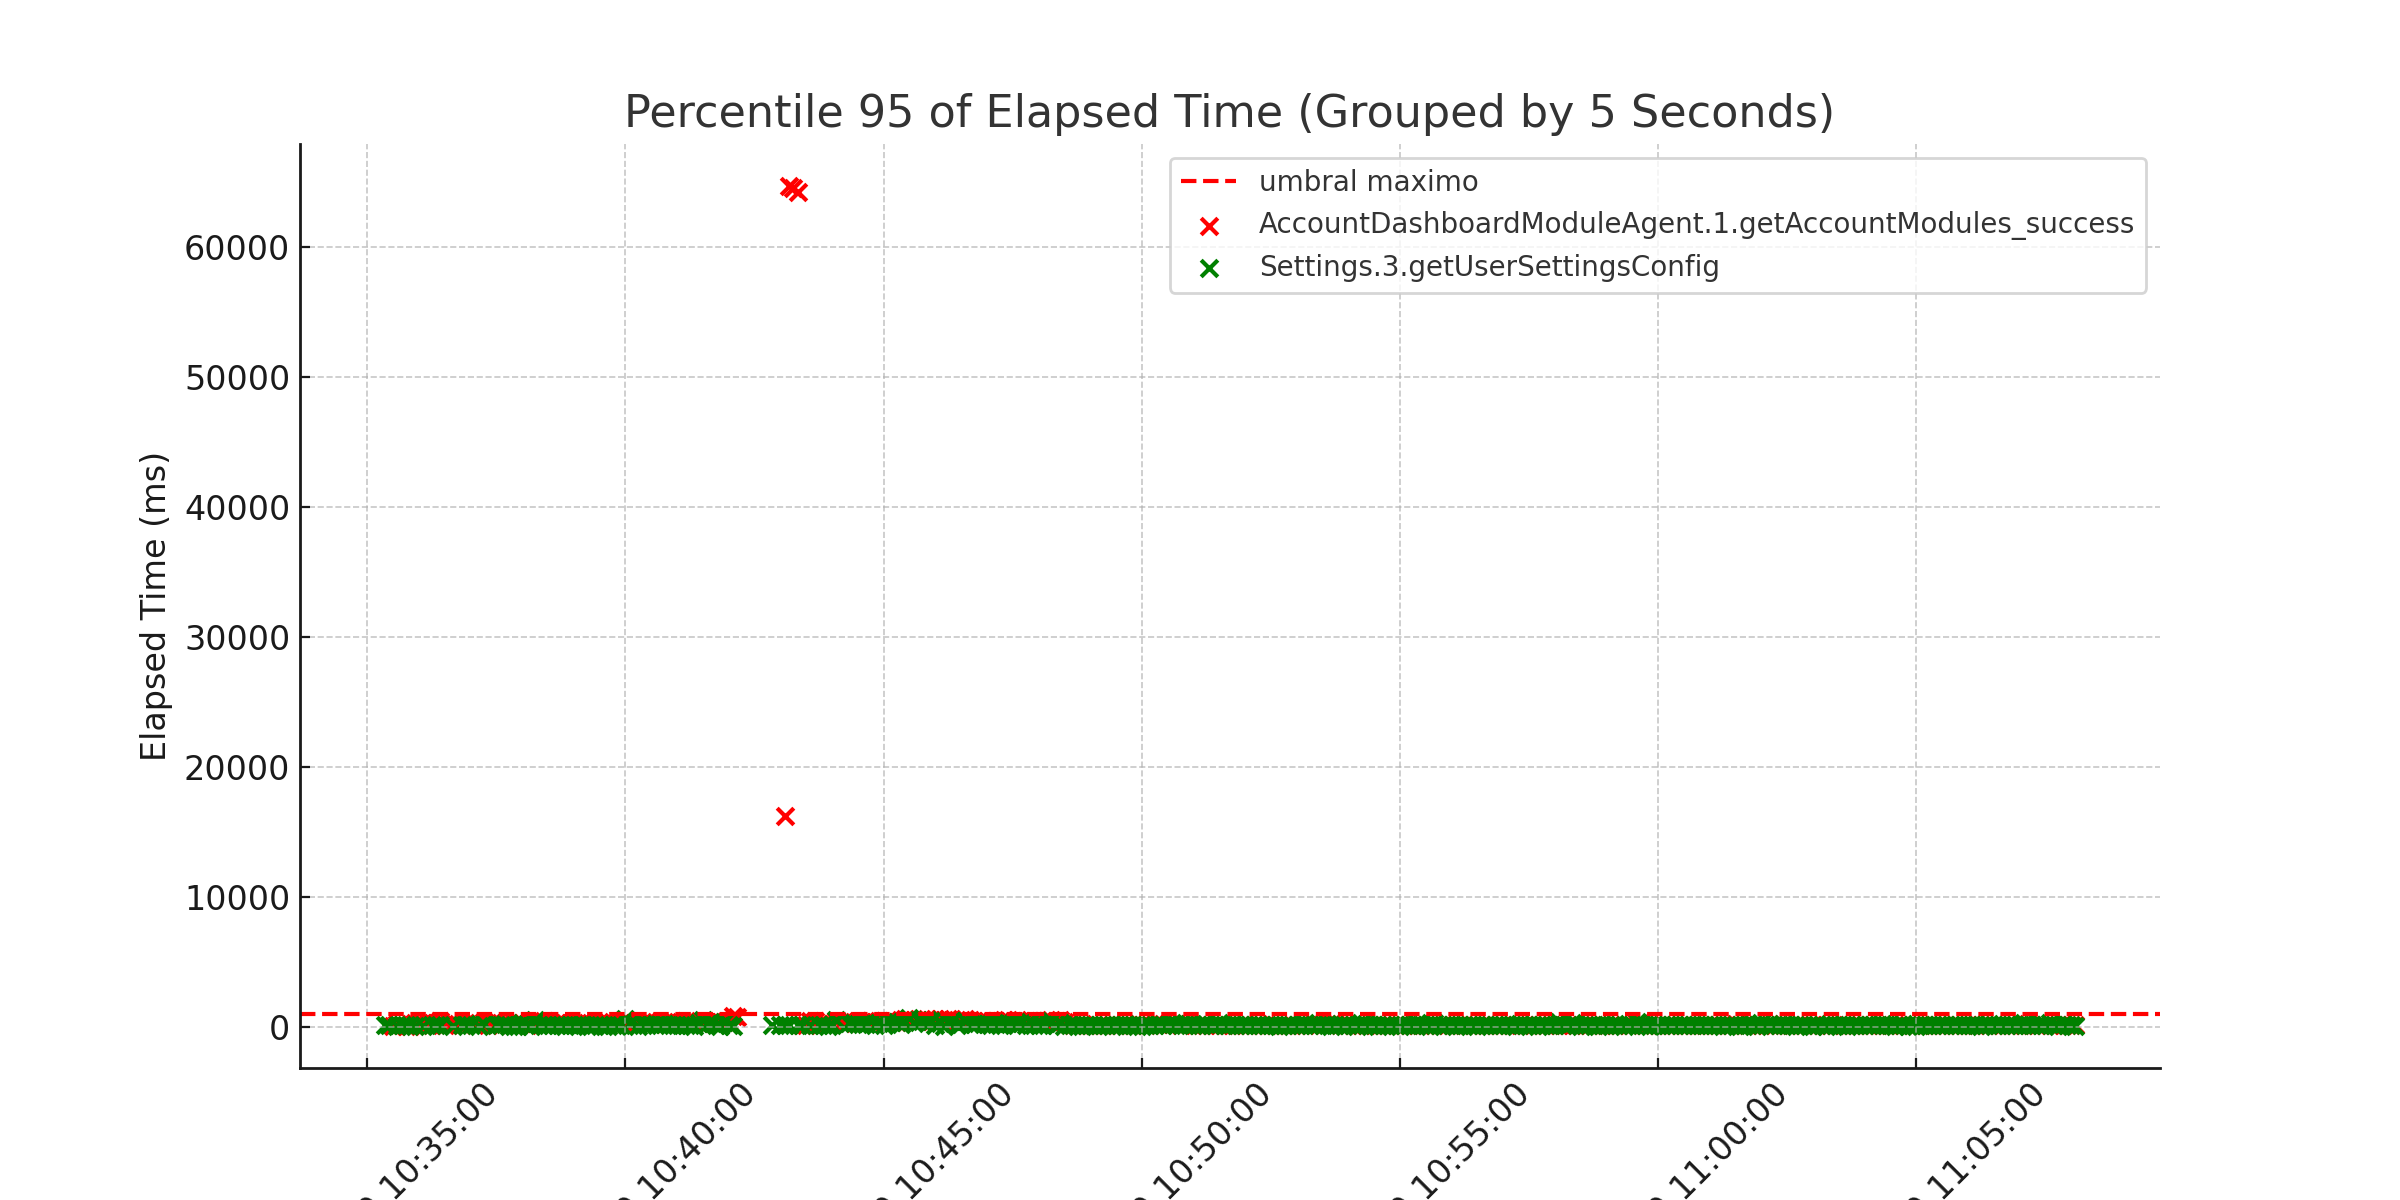 Percentile 95 of Elapsed Time (Grouped by 5 Seconds)
umbral maximo
AccountDashboardModuleAgent.1.getAccountModules_success
Settings.3.getUserSettingsConfig
60000
50000
40000
30000
20000
10000
0
Elapsed Time (ms)
10:35:00
10:40:00
10:45:00
10:50:00
10:55:00
11:00:00
11:05:00